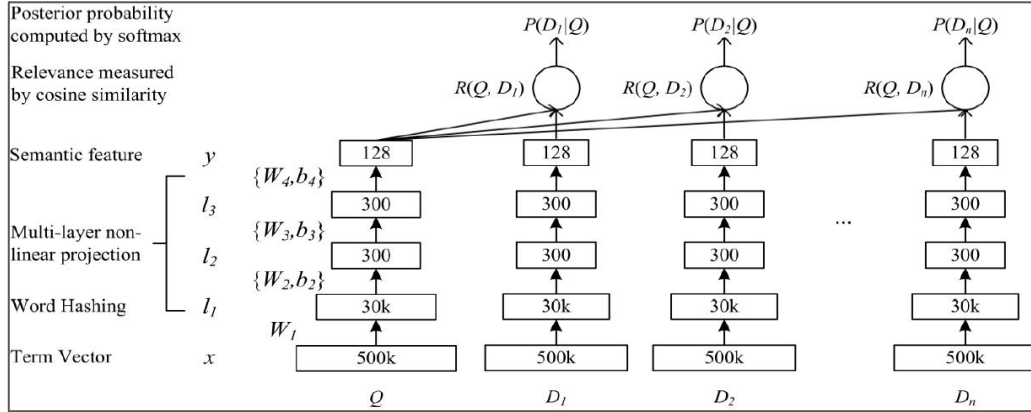 Posterior probability
computed by softmax
P(D1|Q) P(D2|Q) P(Dn|Q)
Relevance measured
by cosine similarity
R(Q, D1) R(Q, D2) R(Q, Dn)
Semantic feature y 128 128 128 128
{W4,b4}
l3 300 300 300 300
Multi-layer non-
linear projection
{W3,b3}
...
l2 300 300 300 300
{W2,b2}
Word Hashing l1 30k 30k 30k 30k
W1
Term Vector x 500k 500k 500k 500k
Q D1 D2 Dn